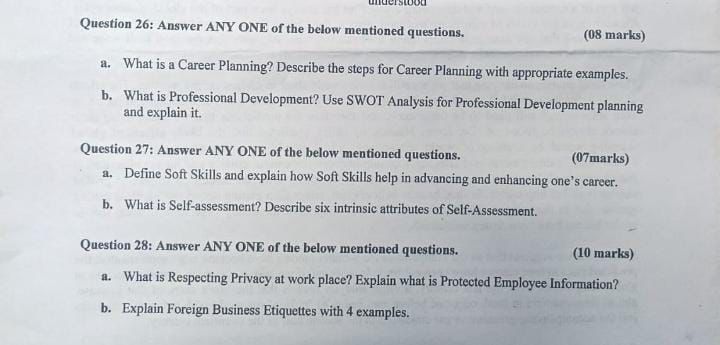 understood
Question 26: Answer ANY ONE of the below mentioned questions. (08 marks)
a. What is a Career Planning? Describe the steps for Career Planning with appropriate examples.
b. What is Professional Development? Use SWOT Analysis for Professional Development planning
and explain it.
Question 27: Answer ANY ONE of the below mentioned questions. (07marks)
a. Define Soft Skills and explain how Soft Skills help in advancing and enhancing one's career.
b. What is Self-assessment? Describe six intrinsic attributes of Self-Assessment.
Question 28: Answer ANY ONE of the below mentioned questions. (10 marks)
a. What is Respecting Privacy at work place? Explain what is Protected Employee Information?
b. Explain Foreign Business Etiquettes with 4 examples.